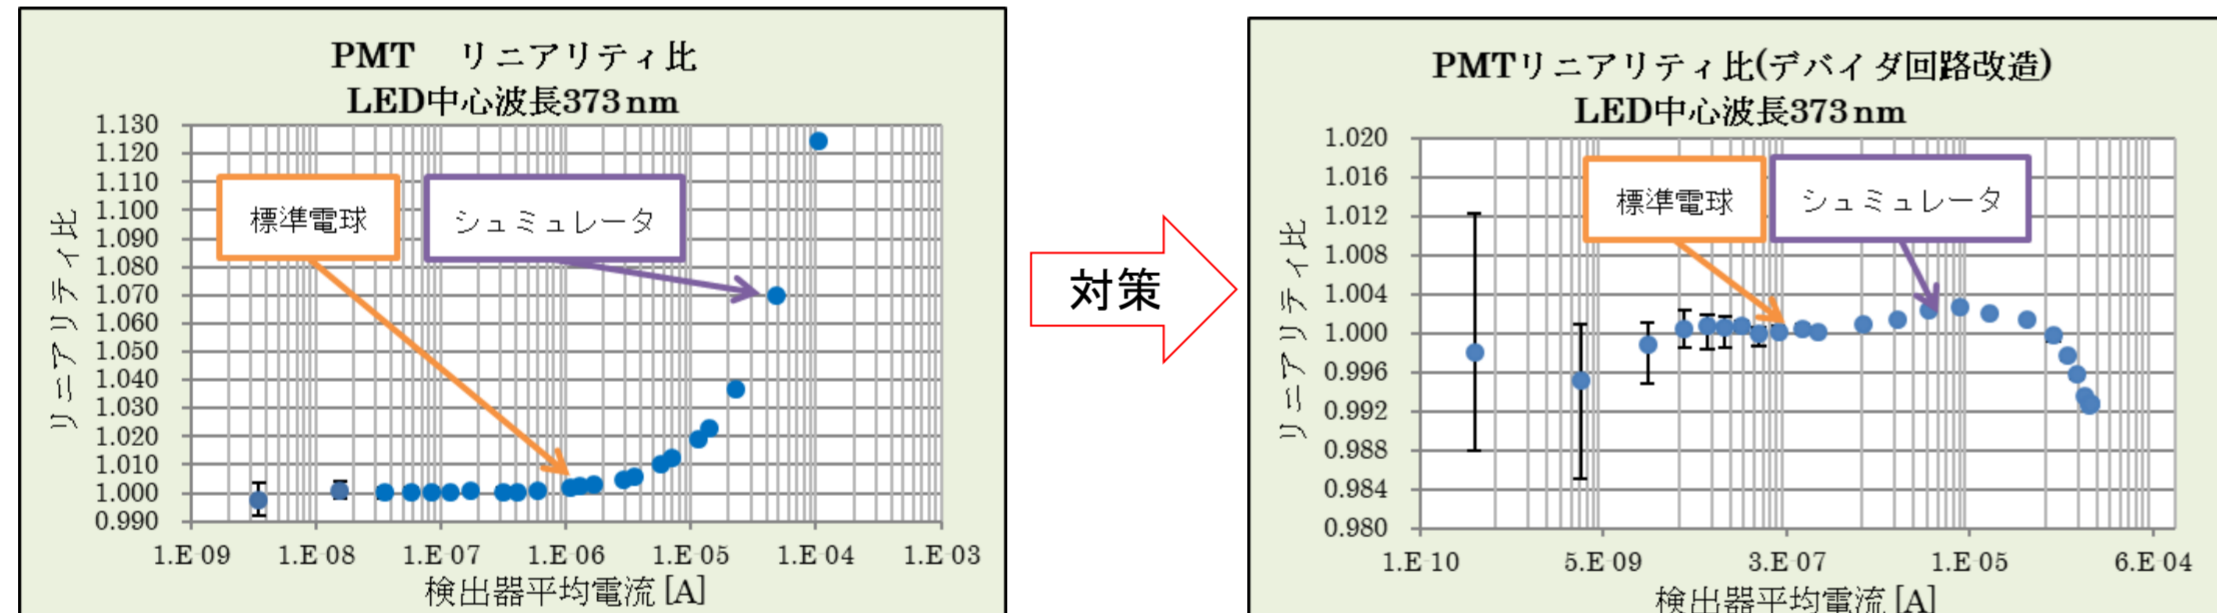 PMT　リニアリティ比
LED中心波長373nm
1.130
1.120
1.110
1.100
1.090
1.080
1.070
1.060
1.050
1.040
1.030
1.020
1.010
1.000
0.990
リニアリティ比
標準電球
シュミュレータ
1.E-09 1.E-08 1.E-07 1.E-06 1.E-05 1.E-04 1.E-03
検出器平均電流 [A]
対策
PMTリニアリティ比(デバイダ回路改造)
LED中心波長373nm
1.020
1.016
1.012
1.008
1.004
1.000
0.996
0.992
0.988
0.984
0.980
リニアリティ比
標準電球
シュミュレータ
1.E-10 5.E-09 3.E-07 1.E-05 6.E-04
検出器平均電流 [A]